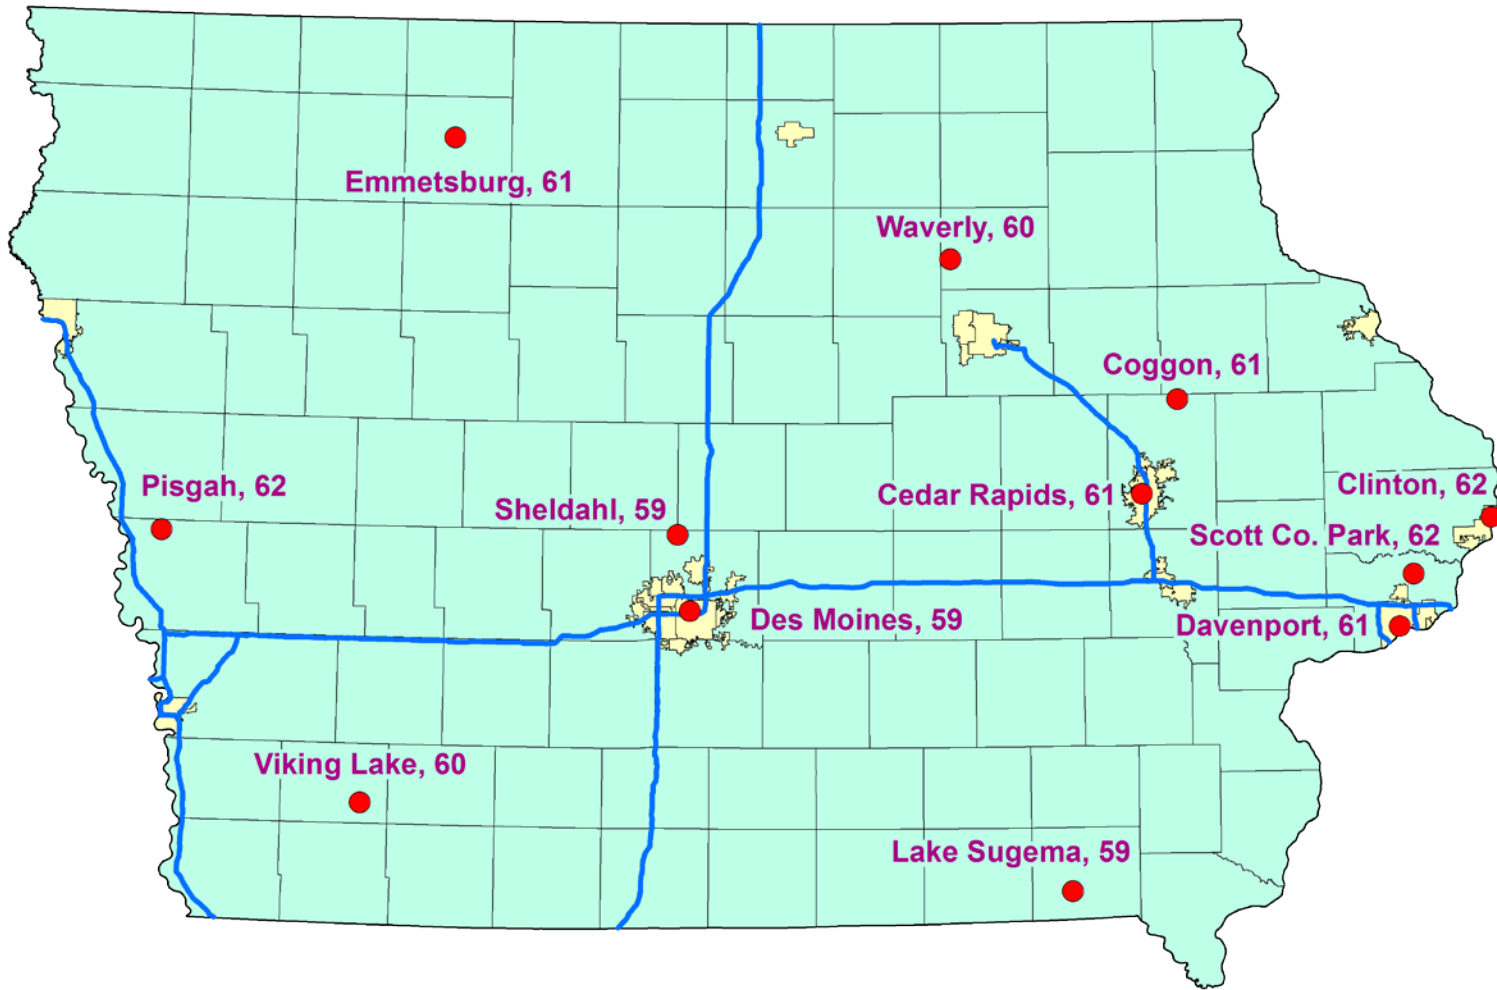 Emmetsburg, 61
Waverly, 60
Coggon, 61
Pisgah, 62
Clinton, 62
Cedar Rapids, 61
Sheldahl, 59
Scott Co. Park, 62
Des Moines, 59
Davenport, 61
Viking Lake, 60
Lake Sugema, 59